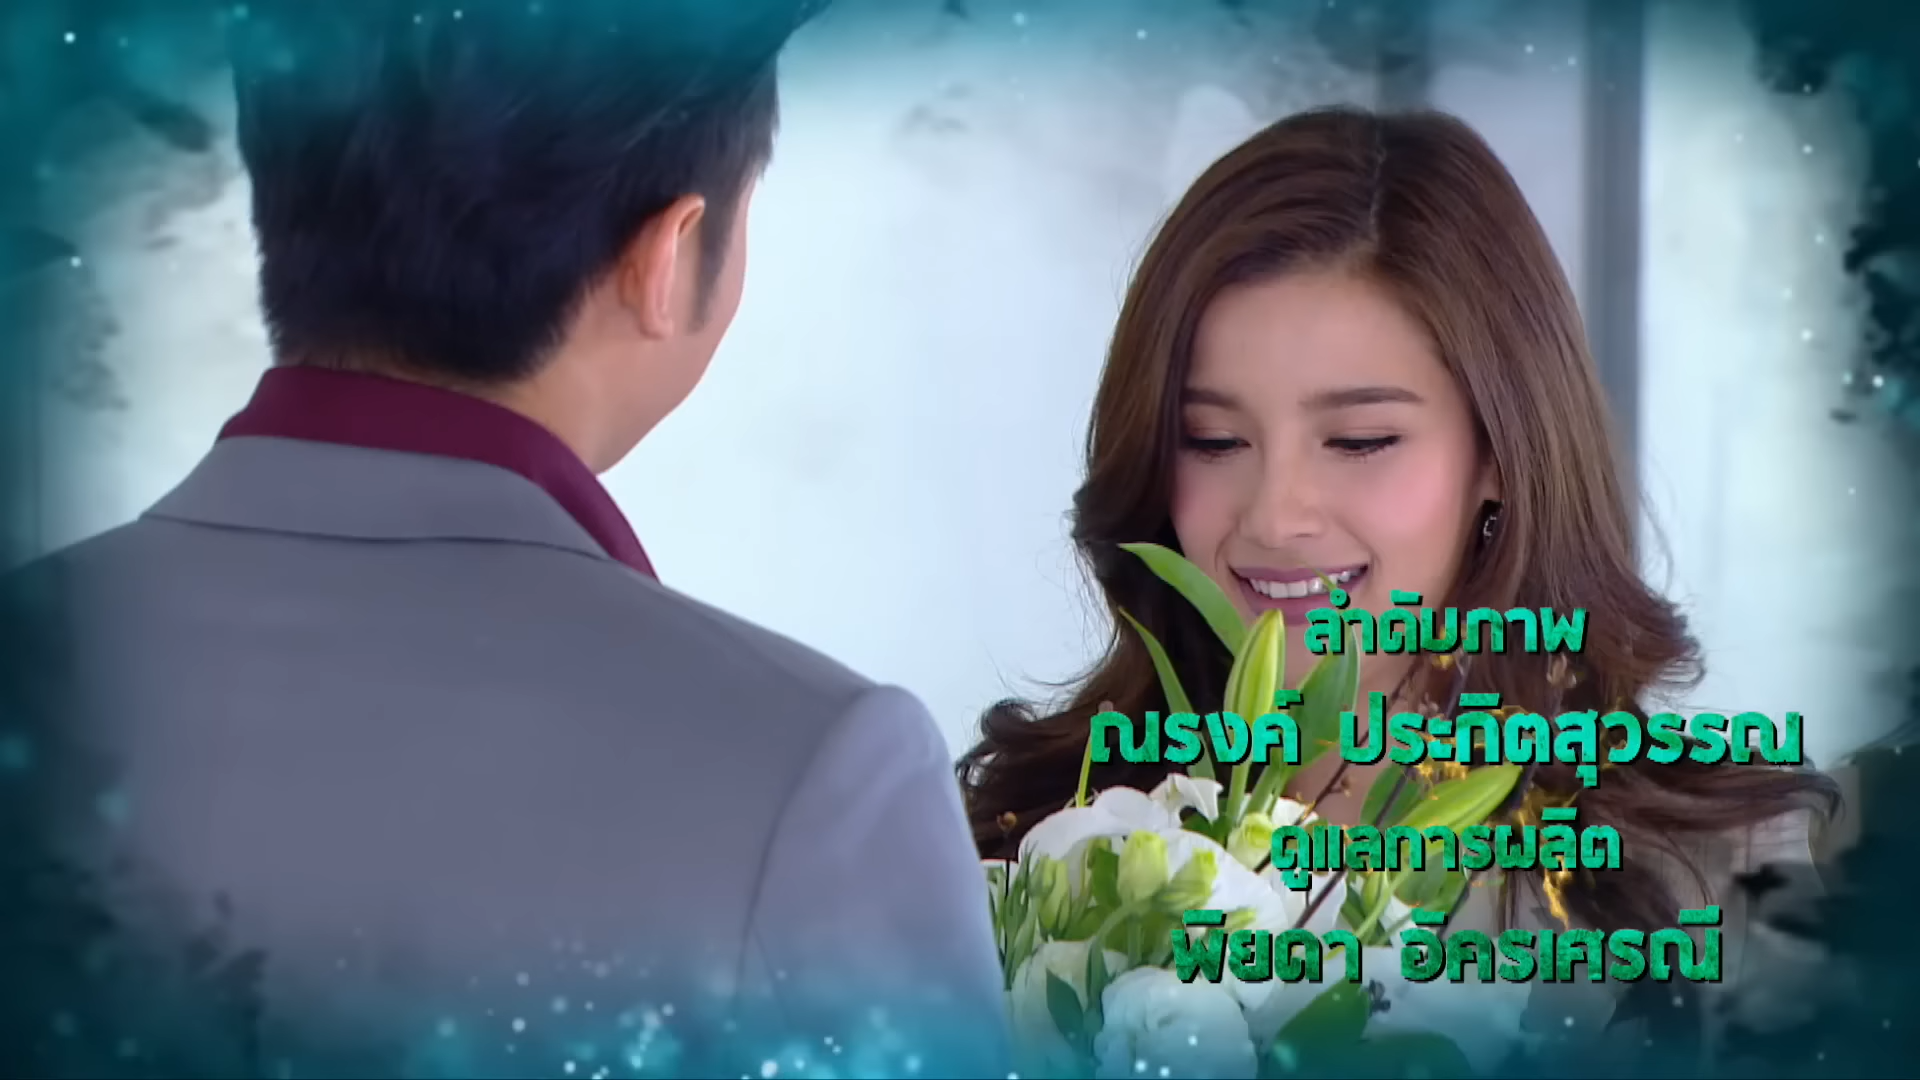 ลำดับภาพ
ณรงค์ ประกิตสุวรรณ
ดูแลการผลิต
พิยดา อัครเศรณี